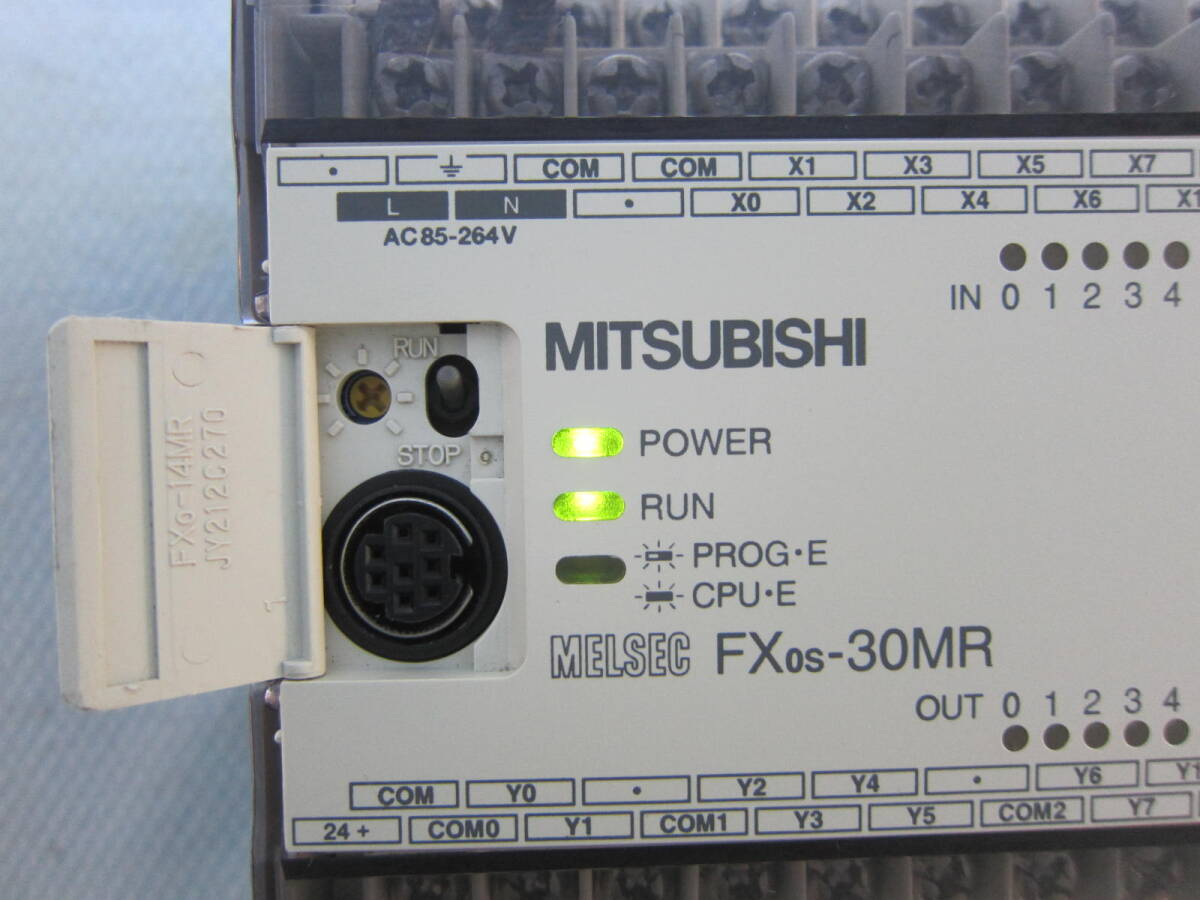 COM COM X1 X3 X5 X7
L N • X0 X2 X4 X6
AC85-264V
IN 0 1 2 3 4
MITSUBISHI
RUN
STOP
POWER
RUN
PROG•E
CPU•E
MELSEC FX0S-30MR
FX0-14MR
JY212C270
1
OUT 0 1 2 3 4
COM Y0 • Y2 Y4 • Y6
24+ COM0 Y1 COM1 Y3 Y5 COM2 Y7